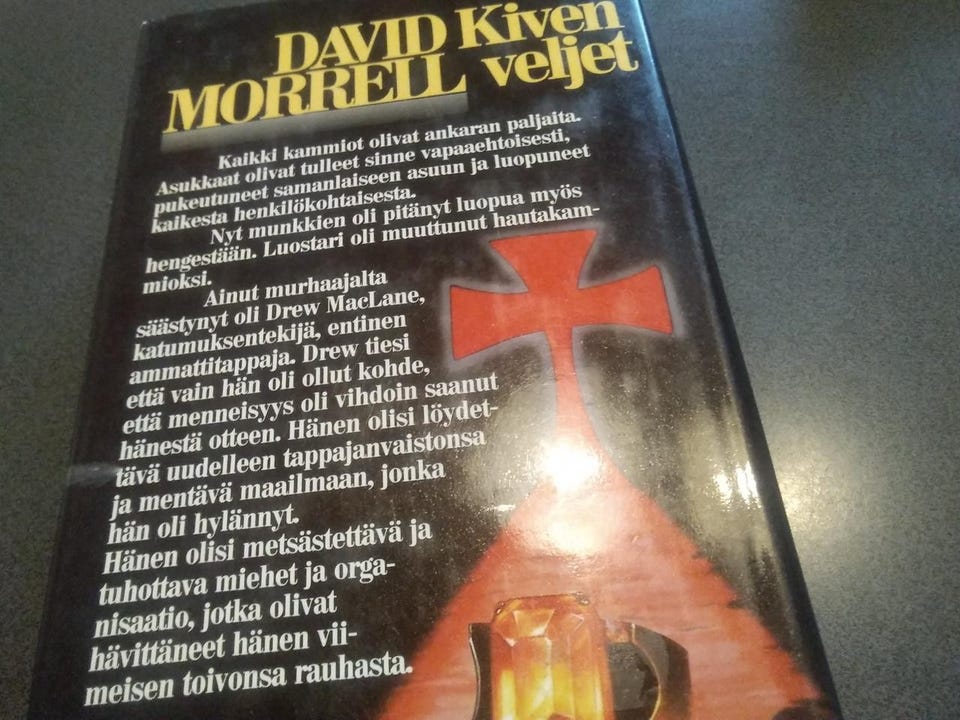 DAVID Kiven
MORRELL veljet
Kaikki kammiot olivat ankaran paljaita.
Asukkaat olivat tulleet sinne vapaaehtoisesti,
pukeutuneet samanlaiseen asuun ja luopuneet
kaikesta henkilökohtaisesta.
Nyt munkkien oli pitänyt luopua myös
hengestään. Luostari oli muuttunut hautakam-
mioksi.
Ainut murhaajalta
säästynyt oli Drew MacLane,
katumuksentekijä, entinen
ammattitappaja. Drew tiesi
että vain hän oli ollut kohde,
että menneisyys oli vihdoin saanut
hänestä otteen. Hänen olisi löydet-
tävä uudelleen tappajanvaistonsa
ja mentävä maailmaan, jonka
hän oli hylännyt.
Hänen olisi metsästettävä ja
tuhottava miehet ja orga-
nisaatio, jotka olivat
hävittäneet hänen vii-
meisen toivonsa rauhasta.